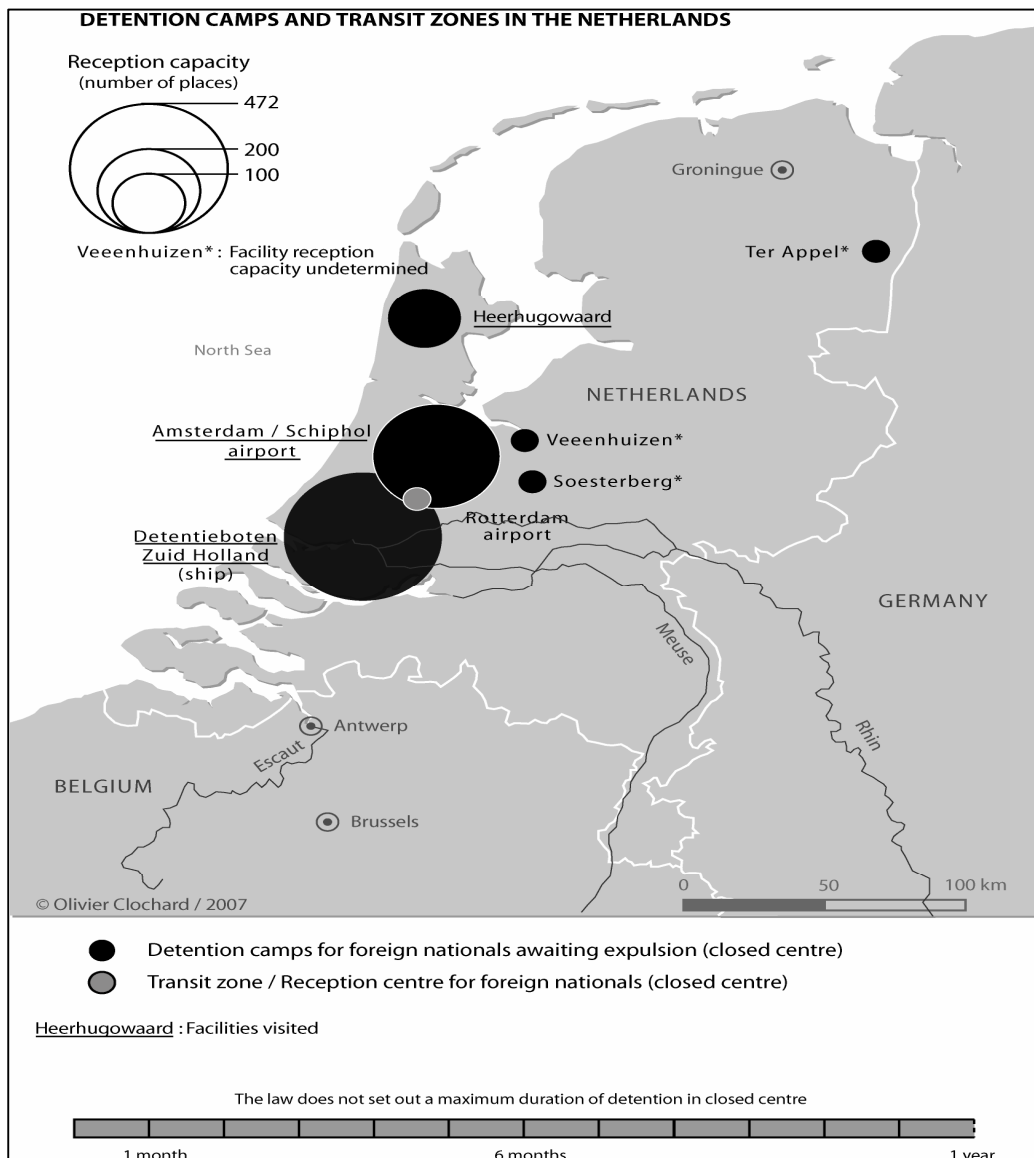 DETENTION CAMPS AND TRANSIT ZONES IN THE NETHERLANDS
Reception capacity
(number of places)
472
200
100
Veeenhuizen* : Facility reception
capacity undetermined
Groningue
Ter Appel*
Heerhugowaard
North Sea
NETHERLANDS
Amsterdam / Schiphol
airport
Veeenhuizen*
Soesterberg*
Rotterdam
airport
Detentieboten
Zuid Holland
(ship)
GERMANY
Meuse
Rhin
Antwerp
Escaut
BELGIUM
Brussels
0 50 100 km
© Olivier Clochard / 2007
Detention camps for foreign nationals awaiting expulsion (closed centre)
Transit zone / Reception centre for foreign nationals (closed centre)
Heerhugowaard : Facilities visited
The law does not set out a maximum duration of detention in closed centre
1 month 6 months 1 year